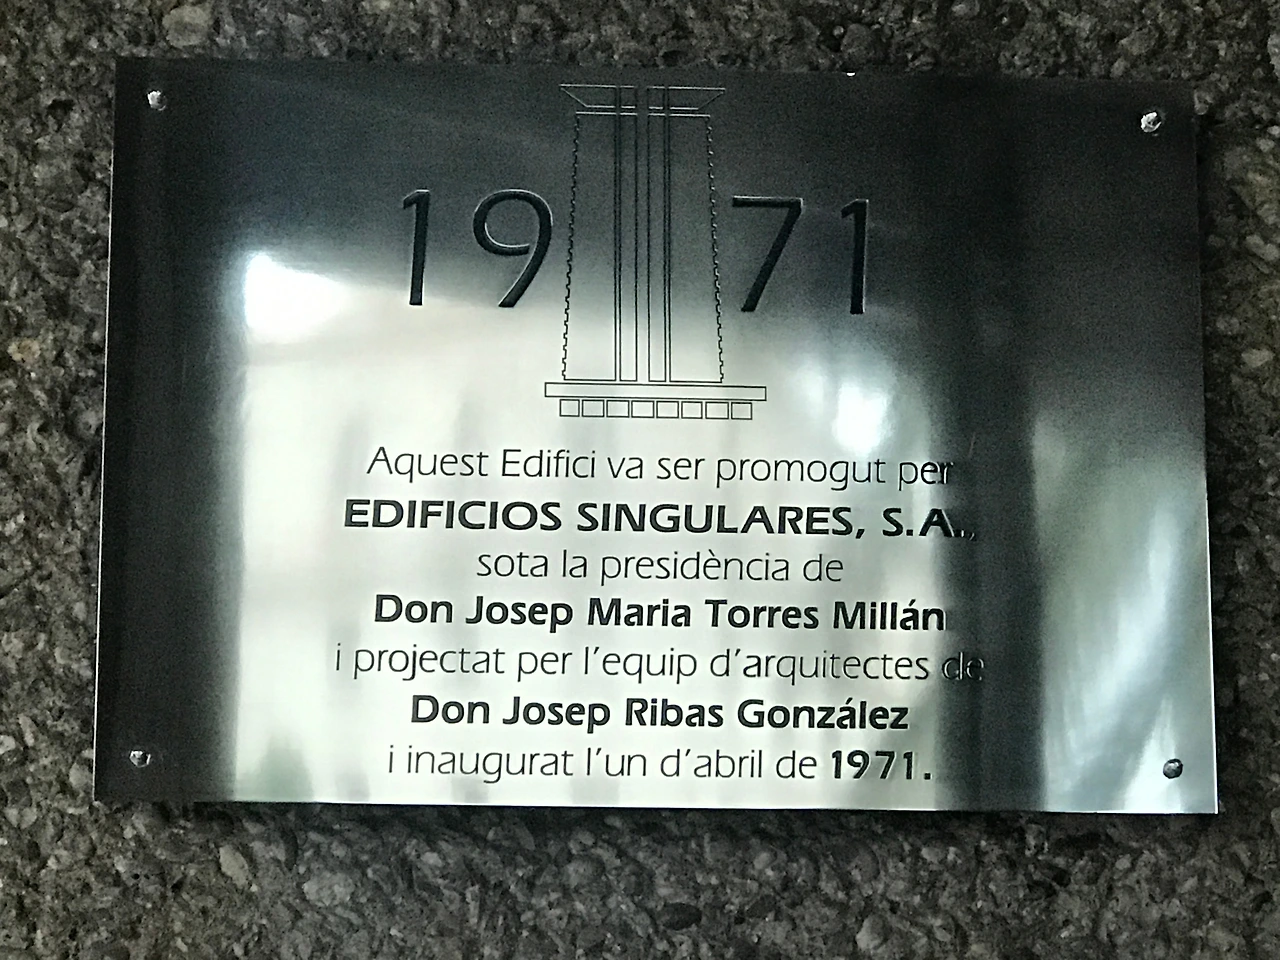 1971
Aquest Edifici va ser promogut per
EDIFICIOS SINGULARES, S.A.,
sota la presidència de
Don Josep Maria Torres Millán
i projectat per l'equip d'arquitectes de
Don Josep Ribas González
i inaugurat l'un d'abril de 1971.